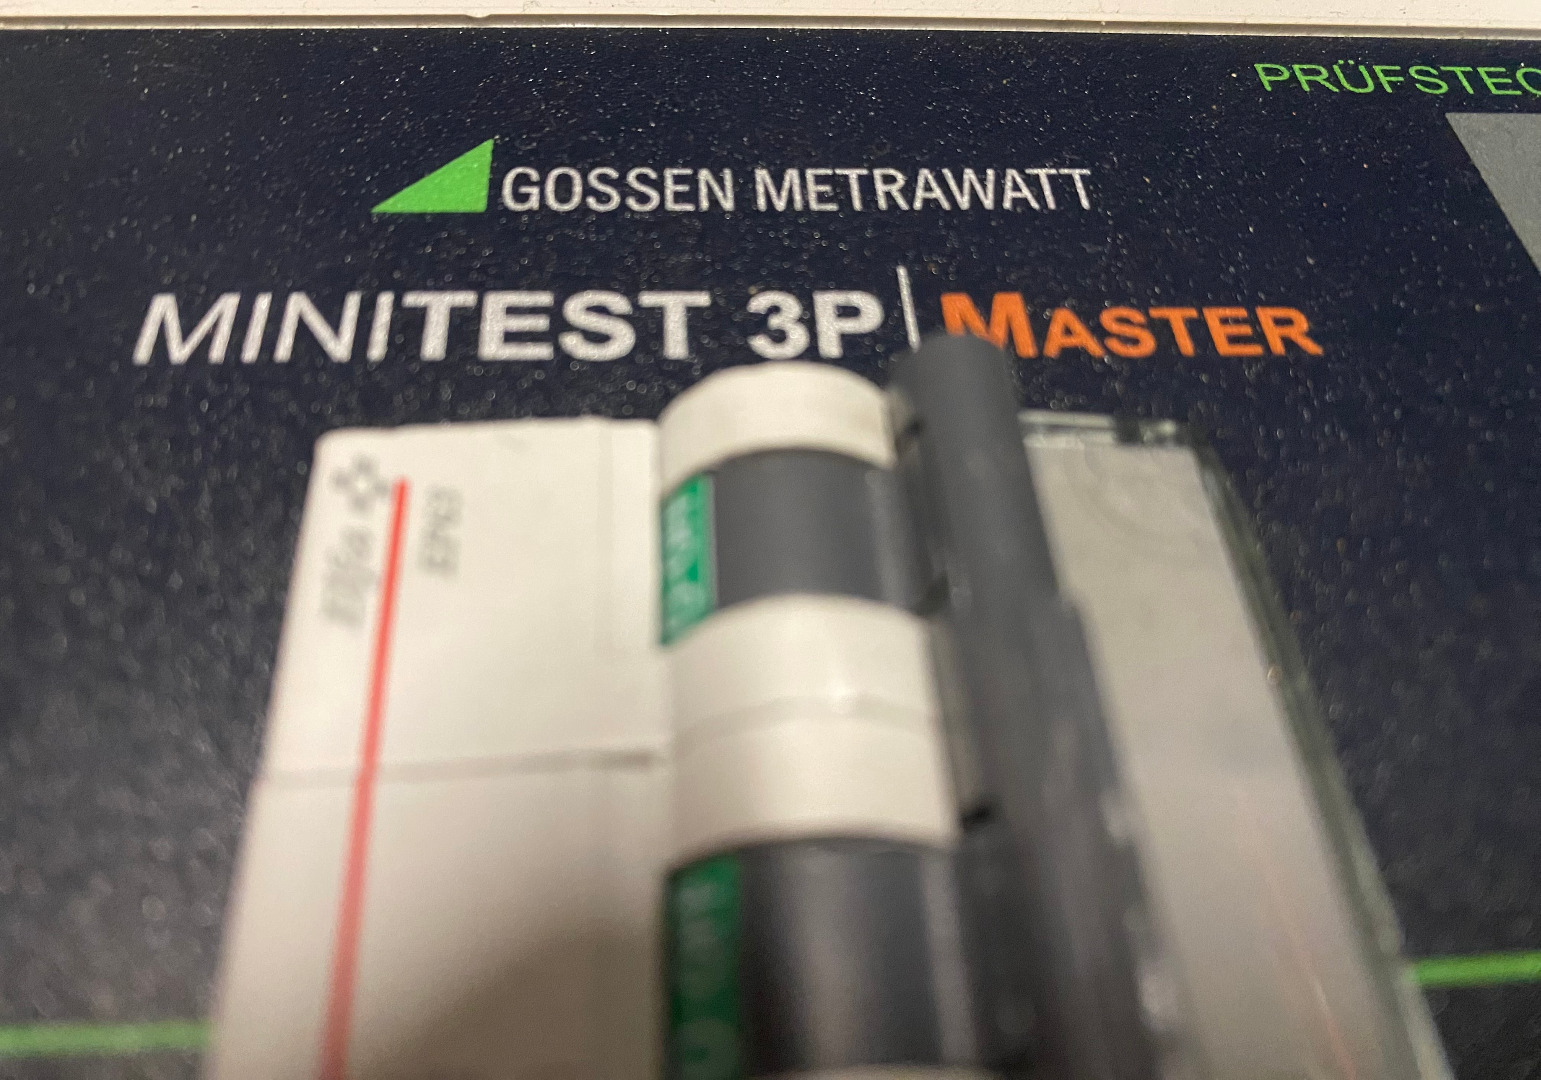 PRÜFSTEC
GOSSEN METRAWATT
MINITEST 3P | MASTER